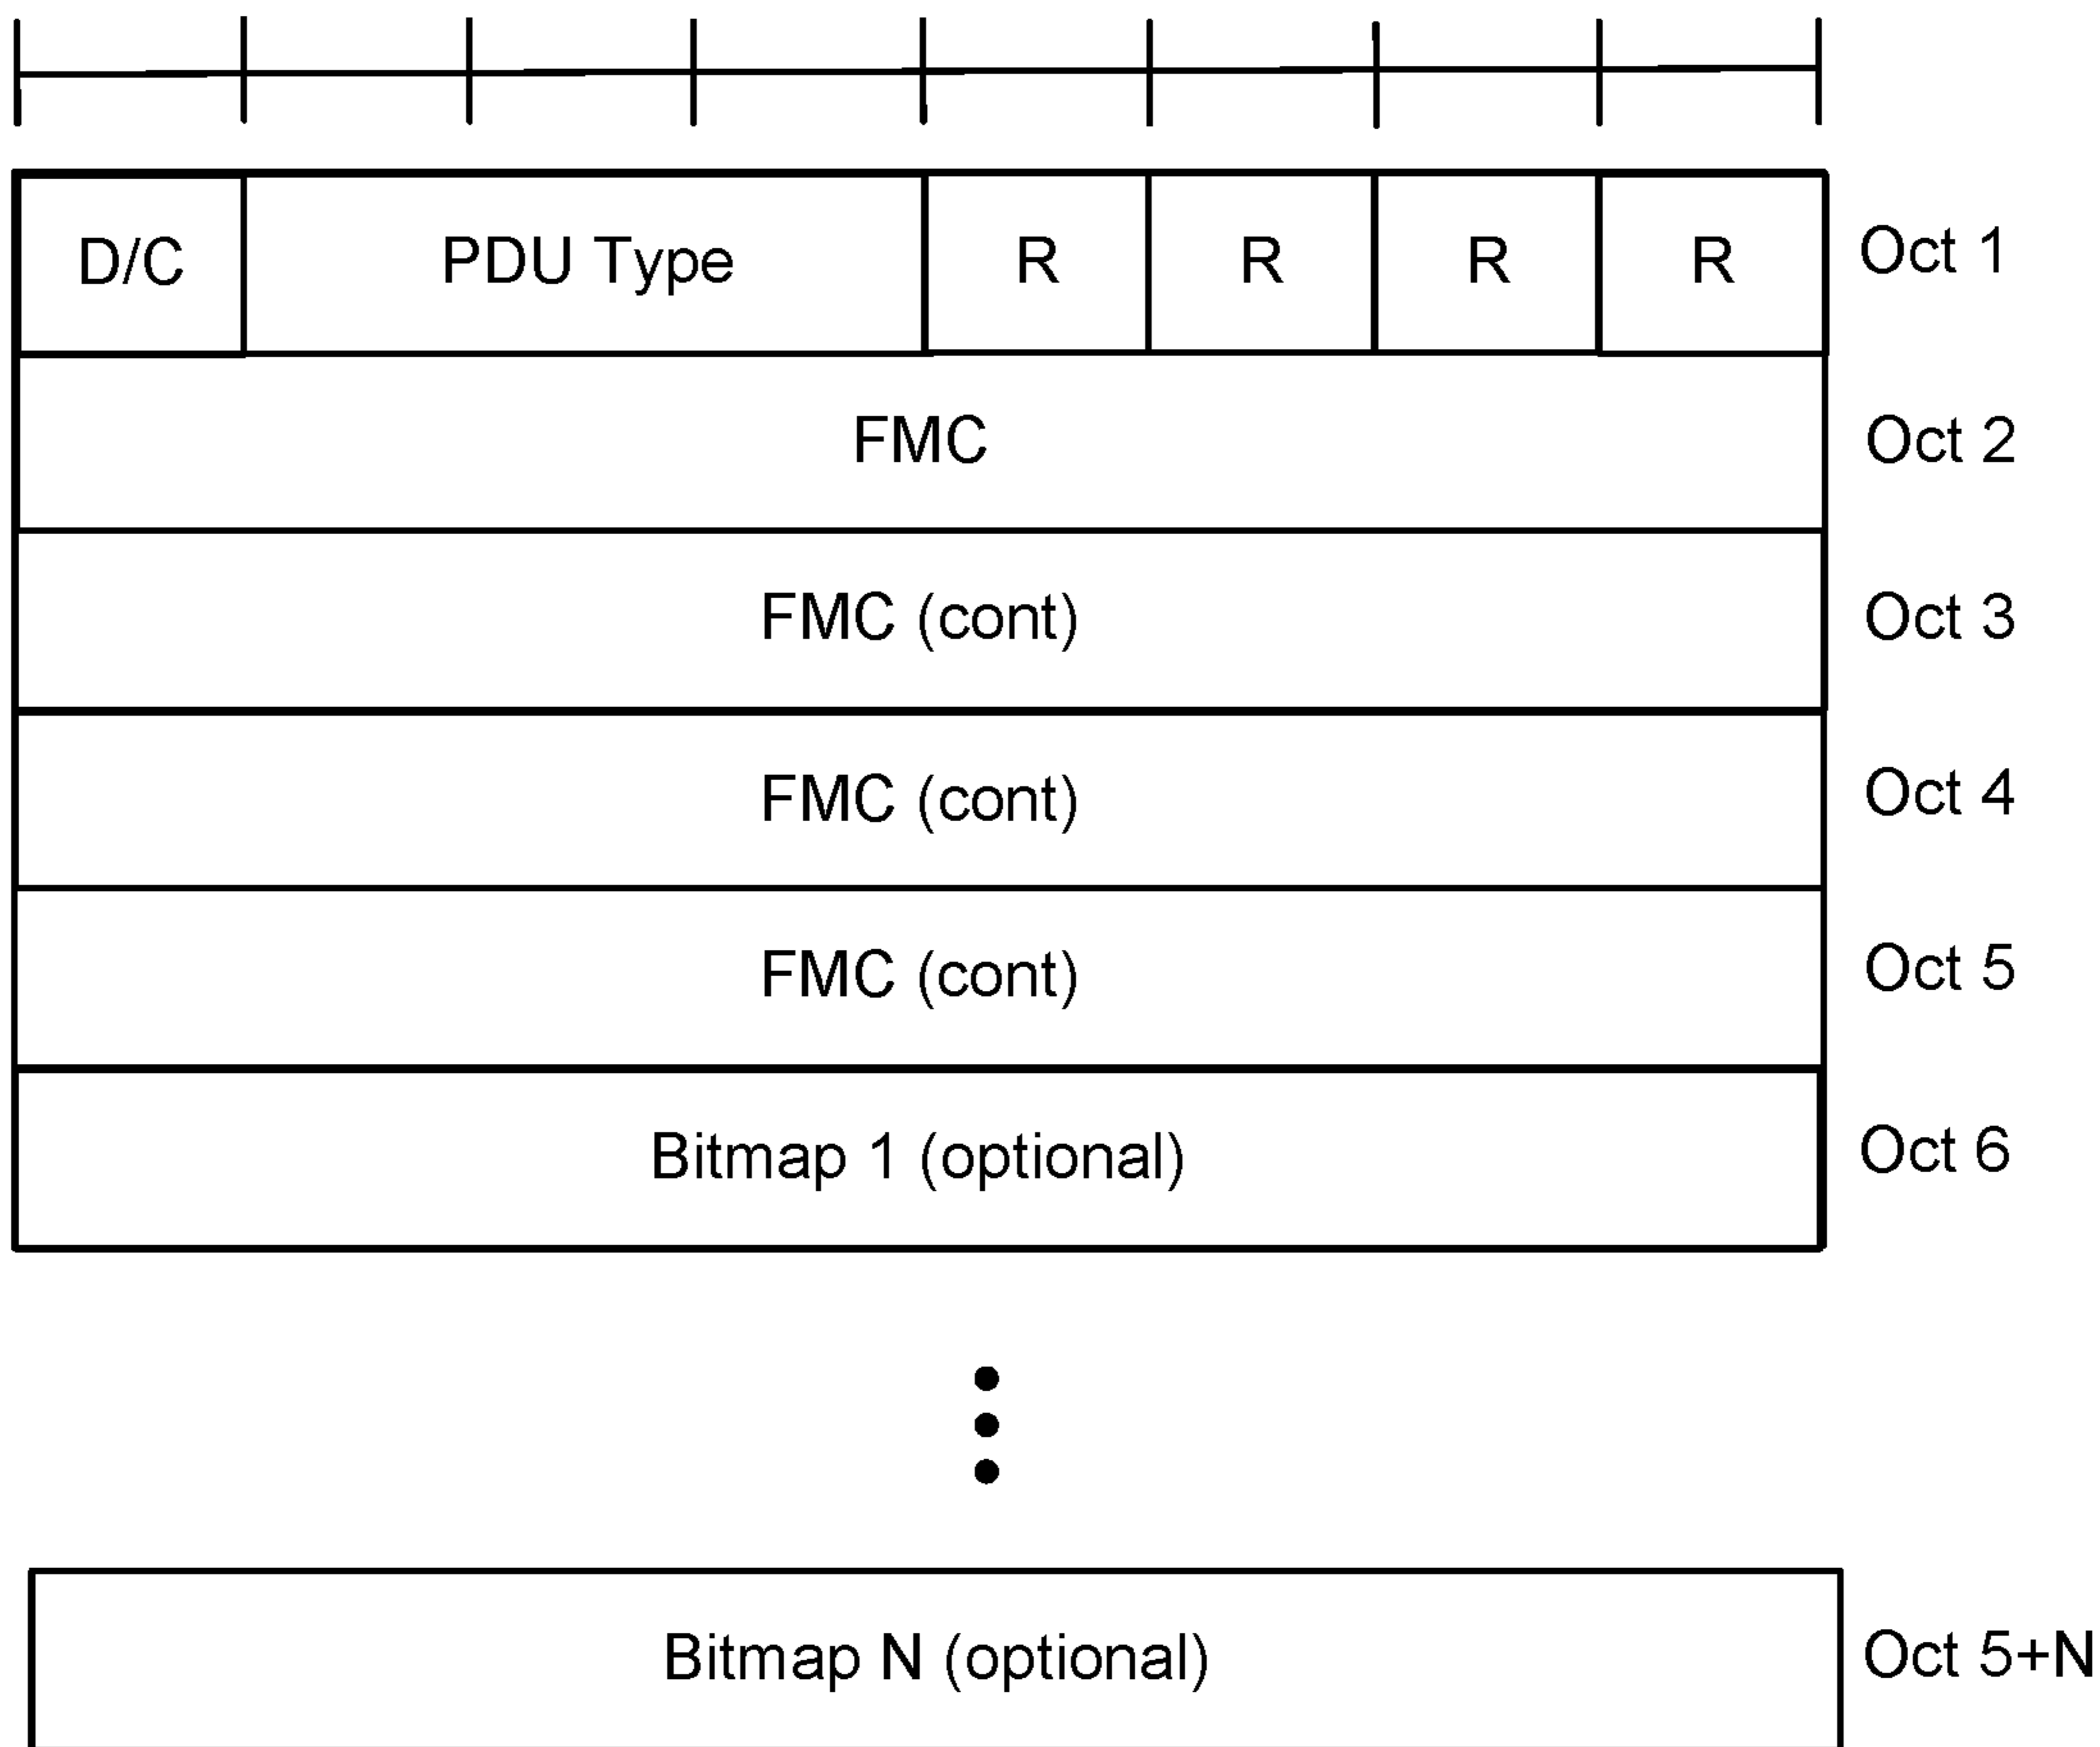 D/C PDU Type R R R R Oct 1
FMC Oct 2
FMC (cont) Oct 3
FMC (cont) Oct 4
FMC (cont) Oct 5
Bitmap 1 (optional) Oct 6
Bitmap N (optional) Oct 5+N